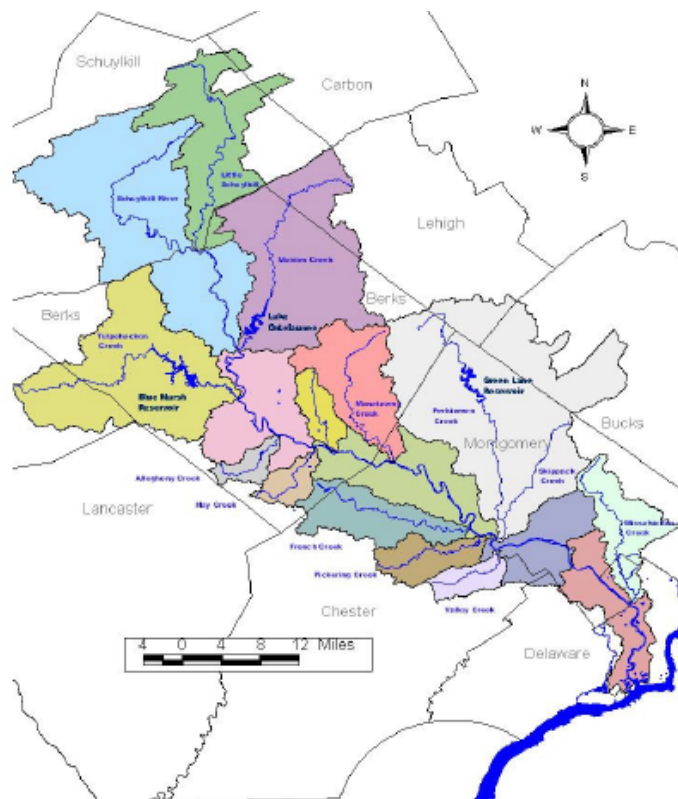 Schuylkill
Carbon
N
W E
S
Little
Schuylkill
Schuylkill River
Lehigh
Maiden Creek
Berks
Berks
Lake
Ontelaunee
Tulpehocken
Creek
Blue Marsh
Reservoir
Manatawny
Creek
Green Lane
Reservoir
Perkiomen
Creek
Montgomery
Bucks
Skippack
Creek
Allegheny Creek
Hay Creek
Lancaster
Wissahickon
Creek
French Creek
Pickering Creek
Valley Creek
Chester
4 0 4 8 12 Miles
Delaware